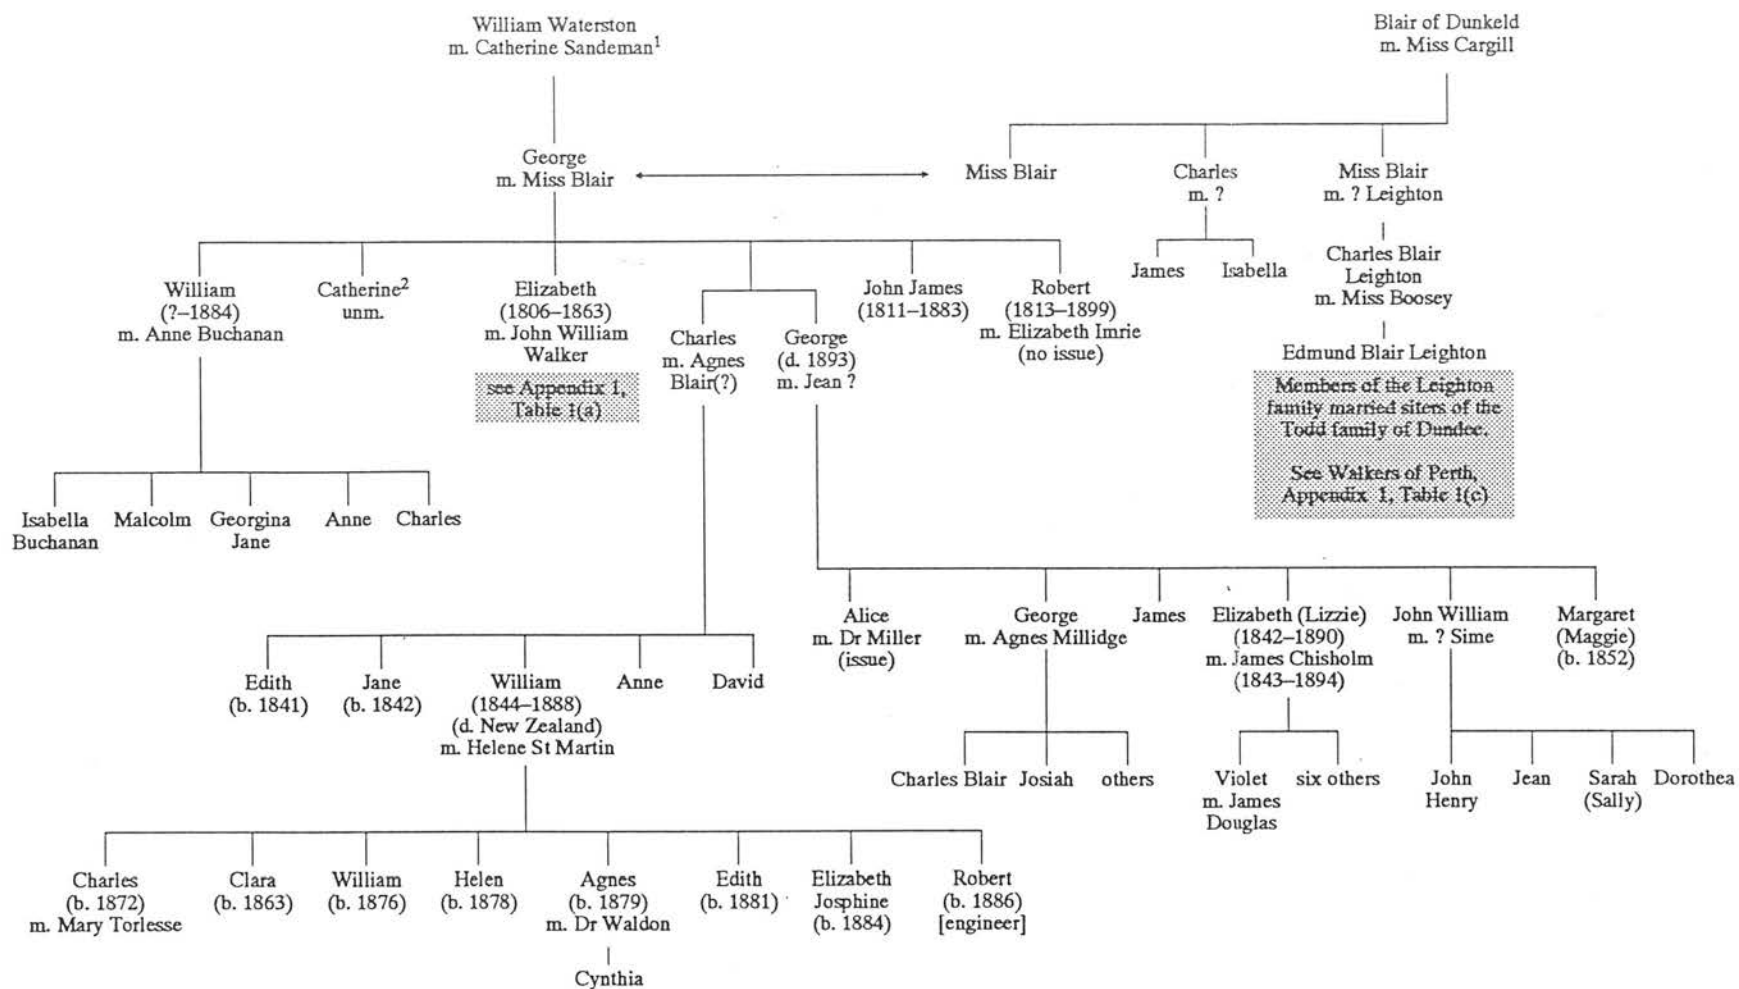 William Waterston
m. Catherine Sandeman1
Blair of Dunkeld
m. Miss Cargill
George
m. Miss Blair
Miss Blair
Charles
m. ?
Miss Blair
m. ? Leighton
James
Isabella
Charles Blair
Leighton
m. Miss Boosey
Edmund Blair Leighton
Members of the Leighton
family married siters of the
Todd family of Dundee.
See Walkers of Perth,
Appendix 1, Table 1(c)
William
(?–1884)
m. Anne Buchanan
Catherine2
unm.
Elizabeth
(1806–1863)
m. John William
Walker
see Appendix 1,
Table 1(a)
Charles
m. Agnes
Blair(?)
George
(d. 1893)
m. Jean ?
John James
(1811–1883)
Robert
(1813–1899)
m. Elizabeth Imrie
(no issue)
Isabella
Buchanan
Malcolm
Georgina
Jane
Anne
Charles
Alice
m. Dr Miller
(issue)
George
m. Agnes Millidge
James
Elizabeth (Lizzie)
(1842–1890)
m. James Chisholm
(1843–1894)
John William
m. ? Sime
Margaret
(Maggie)
(b. 1852)
Edith
(b. 1841)
Jane
(b. 1842)
William
(1844–1888)
(d. New Zealand)
m. Helene St Martin
Anne
David
Charles Blair
Josiah
others
Violet
m. James
Douglas
six others
John
Henry
Jean
Sarah
(Sally)
Dorothea
Charles
(b. 1872)
m. Mary Torlesse
Clara
(b. 1863)
William
(b. 1876)
Helen
(b. 1878)
Agnes
(b. 1879)
m. Dr Waldon
Edith
(b. 1881)
Elizabeth
Josphine
(b. 1884)
Robert
(b. 1886)
[engineer]
Cynthia